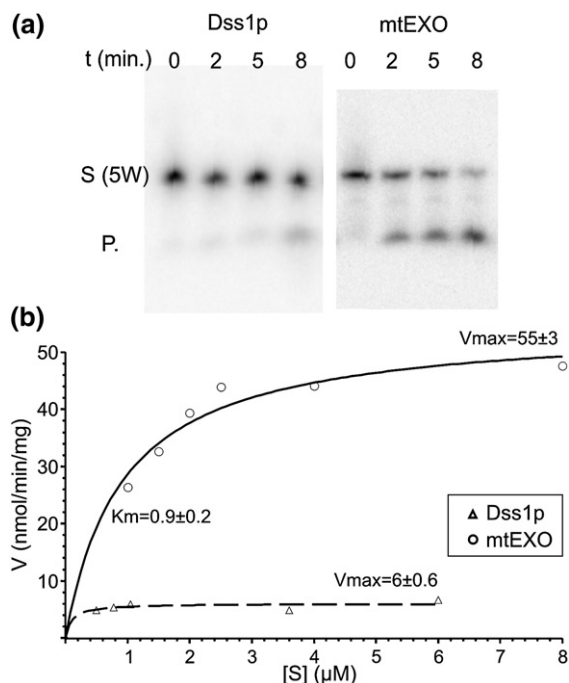 (a)
Dss1p mtEXO
t (min.) 0 2 5 8 0 2 5 8
S (5W)
P.
(b)
Vmax=55±3
50
40
30
20
10
V (nmol/min/mg)
Km=0.9±0.2
Dss1p
mtEXO
Vmax=6±0.6
1 2 3 4 5 6 7 8
[S] (µM)